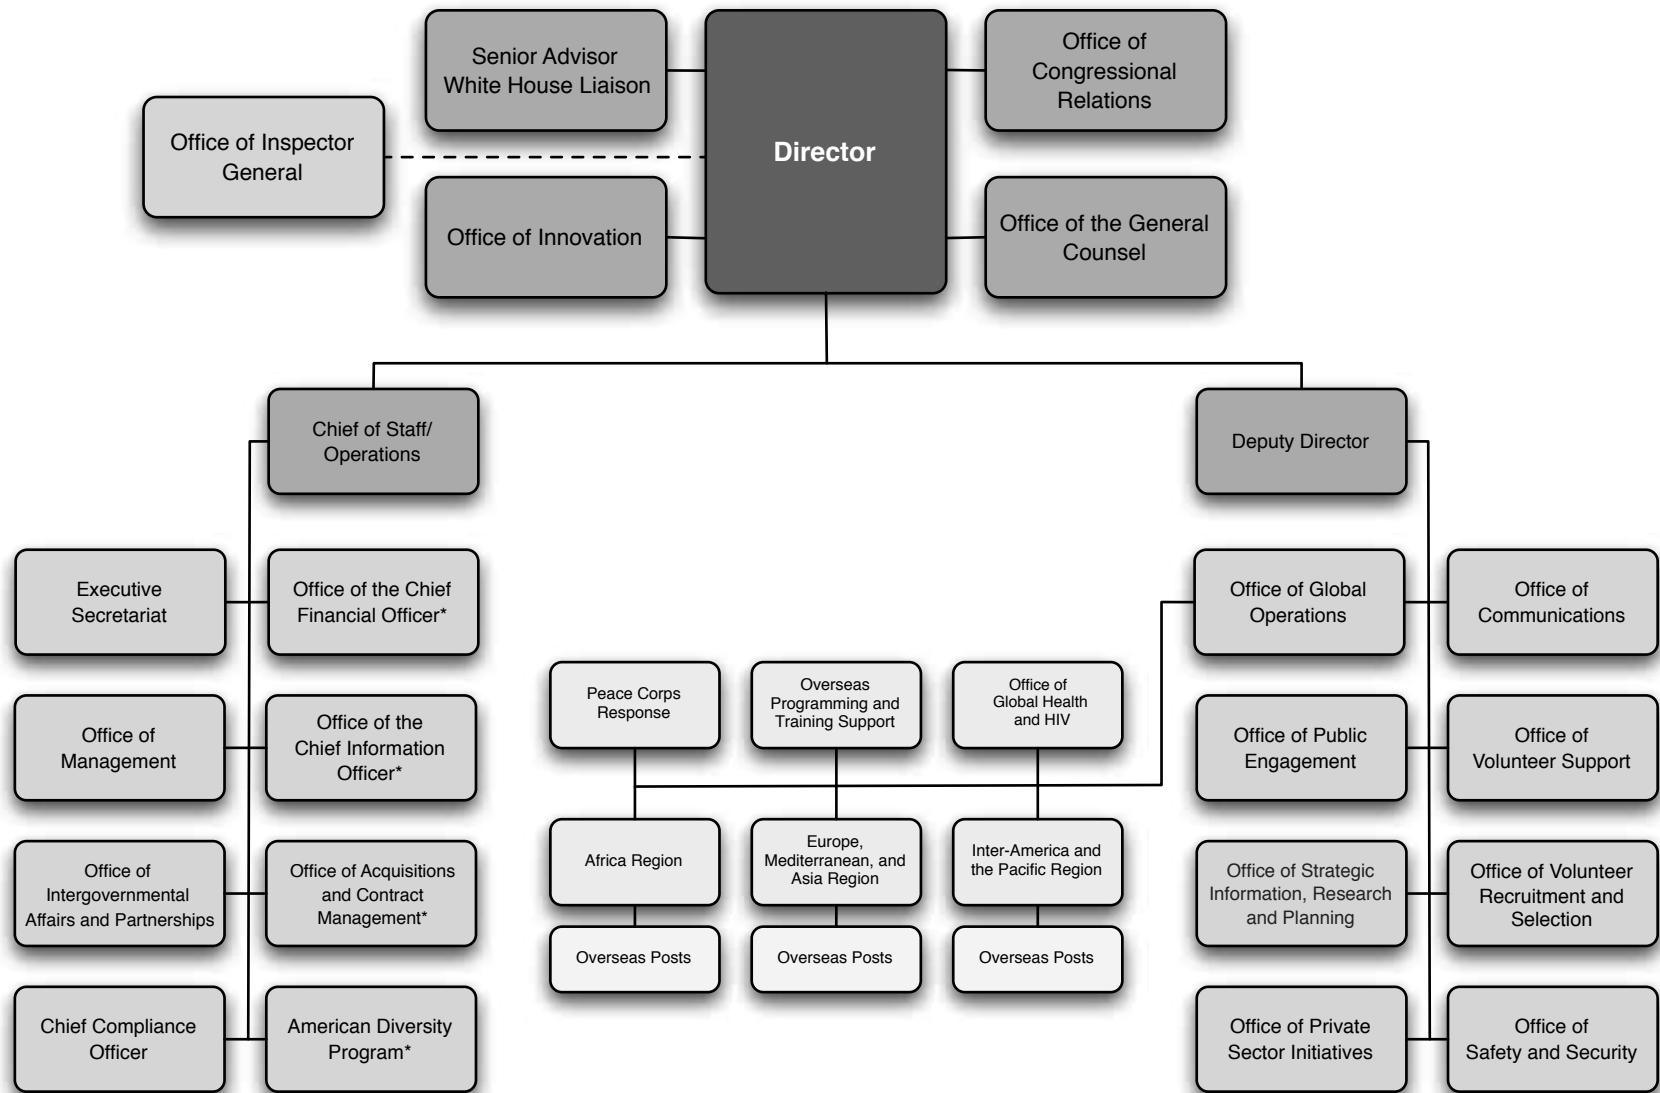 Senior Advisor
White House Liaison
Office of
Congressional
Relations
Office of Inspector
General
Director
Office of Innovation
Office of the General
Counsel
Chief of Staff/
Operations
Deputy Director
Executive
Secretariat
Office of the Chief
Financial Officer*
Office of
Management
Office of the
Chief Information
Officer*
Office of
Intergovernmental
Affairs and Partnerships
Office of Acquisitions
and Contract
Management*
Chief Compliance
Officer
American Diversity
Program*
Peace Corps
Response
Overseas
Programming and
Training Support
Office of
Global Health
and HIV
Africa Region
Europe,
Mediterranean, and
Asia Region
Inter-America and
the Pacific Region
Overseas Posts
Overseas Posts
Overseas Posts
Office of Global
Operations
Office of
Communications
Office of Public
Engagement
Office of
Volunteer Support
Office of Strategic
Information, Research
and Planning
Office of Volunteer
Recruitment and
Selection
Office of Private
Sector Initiatives
Office of
Safety and Security